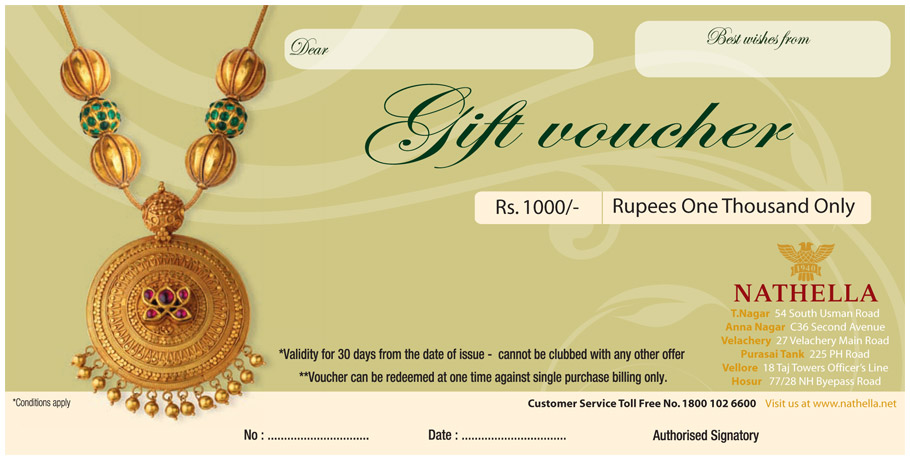 Dear
Best wishes from
Gift voucher
Rs. 1000/- Rupees One Thousand Only
1940
NATHELLA
T.Nagar 54 South Usman Road
Anna Nagar C36 Second Avenue
Velachery 27 Velachery Main Road
Purasai Tank 225 PH Road
Vellore 18 Taj Towers Officer's Line
Hosur 77/28 NH Byepass Road
*Validity for 30 days from the date of issue - cannot be clubbed with any other offer
**Voucher can be redeemed at one time against single purchase billing only.
*Conditions apply
Customer Service Toll Free No. 1800 102 6600 Visit us at www.nathella.net
No : ............................... Date : ................................ Authorised Signatory